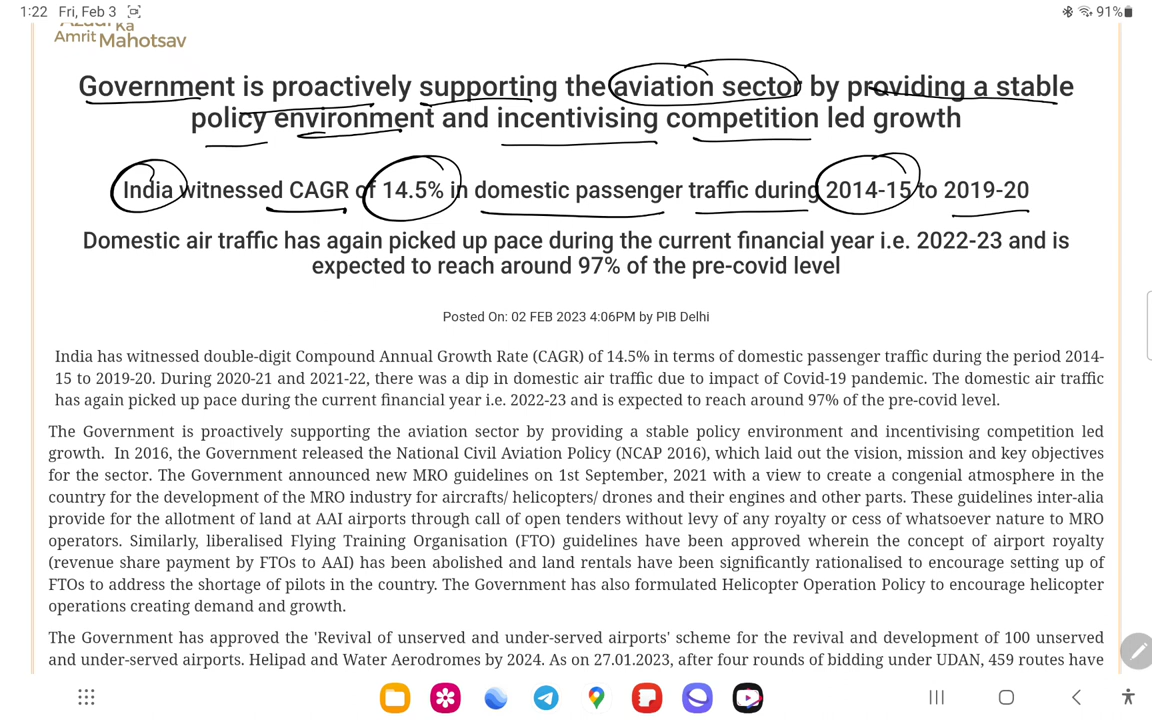 1:22 Fri, Feb 3
91%
Azadi Ka
Amrit Mahotsav
Government is proactively supporting the aviation sector by providing a stable
policy environment and incentivising competition led growth
India witnessed CAGR of 14.5% in domestic passenger traffic during 2014-15 to 2019-20
Domestic air traffic has again picked up pace during the current financial year i.e. 2022-23 and is
expected to reach around 97% of the pre-covid level
Posted On: 02 FEB 2023 4:06PM by PIB Delhi
India has witnessed double-digit Compound Annual Growth Rate (CAGR) of 14.5% in terms of domestic passenger traffic during the period 2014-
15 to 2019-20. During 2020-21 and 2021-22, there was a dip in domestic air traffic due to impact of Covid-19 pandemic. The domestic air traffic
has again picked up pace during the current financial year i.e. 2022-23 and is expected to reach around 97% of the pre-covid level.
The Government is proactively supporting the aviation sector by providing a stable policy environment and incentivising competition led
growth. In 2016, the Government released the National Civil Aviation Policy (NCAP 2016), which laid out the vision, mission and key objectives
for the sector. The Government announced new MRO guidelines on 1st September, 2021 with a view to create a congenial atmosphere in the
country for the development of the MRO industry for aircrafts/ helicopters/ drones and their engines and other parts. These guidelines inter-alia
provide for the allotment of land at AAI airports through call of open tenders without levy of any royalty or cess of whatsoever nature to MRO
operators. Similarly, liberalised Flying Training Organisation (FTO) guidelines have been approved wherein the concept of airport royalty
(revenue share payment by FTOs to AAI) has been abolished and land rentals have been significantly rationalised to encourage setting up of
FTOs to address the shortage of pilots in the country. The Government has also formulated Helicopter Operation Policy to encourage helicopter
operations creating demand and growth.
The Government has approved the 'Revival of unserved and under-served airports' scheme for the revival and development of 100 unserved
and under-served airports. Helipad and Water Aerodromes by 2024. As on 27.01.2023, after four rounds of bidding under UDAN, 459 routes have